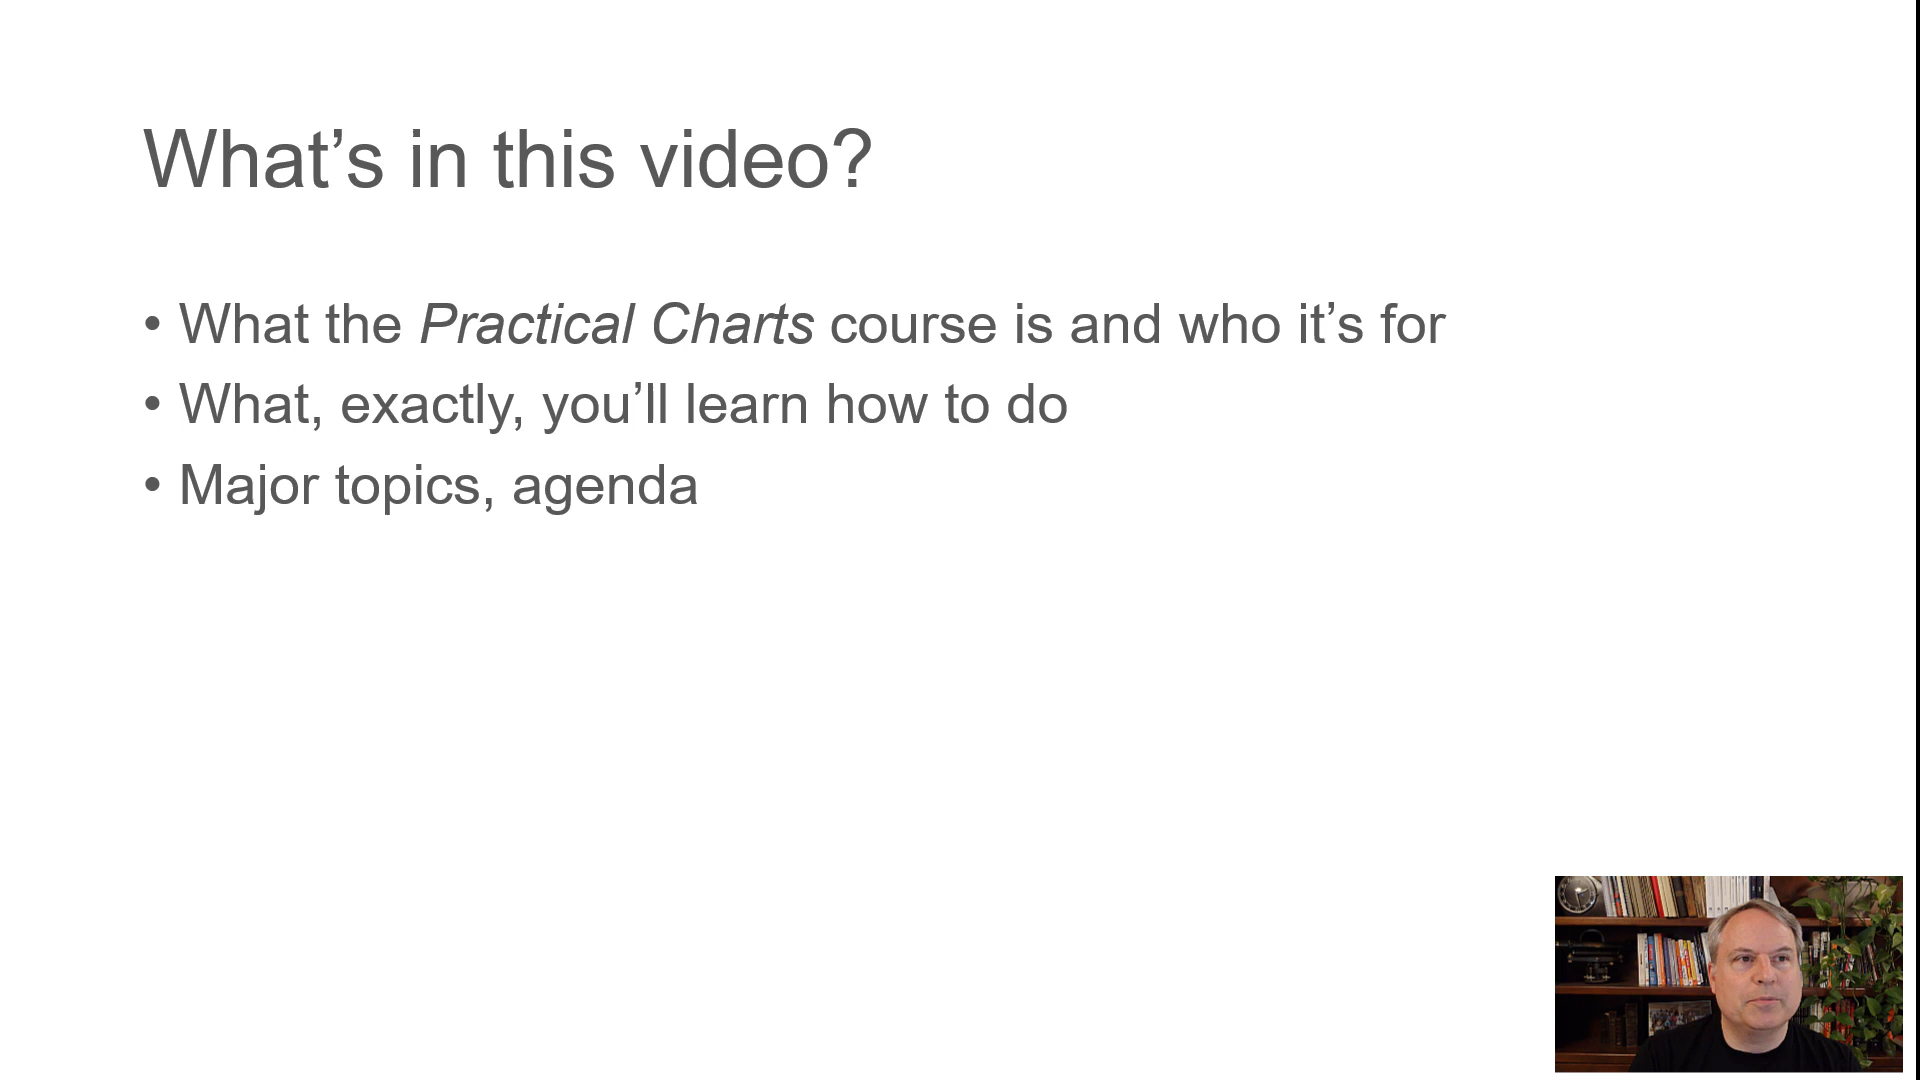 What’s in this video?
• What the Practical Charts course is and who it’s for
• What, exactly, you’ll learn how to do
• Major topics, agenda